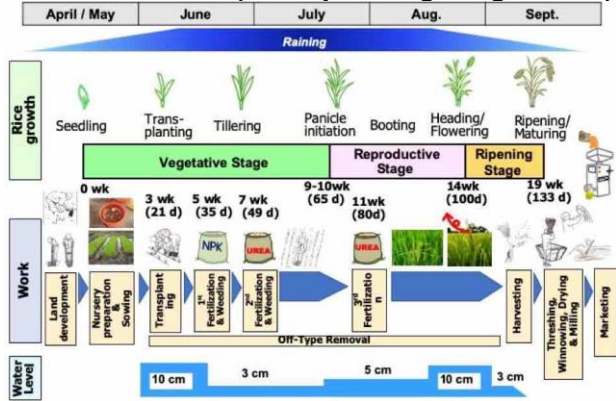 April / May June July Aug. Sept.
Raining
Rice
growth
Seedling
Trans-
planting
Tillering
Panicle
initiation
Booting
Heading/
Flowering
Ripening/
Maturing
Vegetative Stage
Reproductive
Stage
Ripening
Stage
0 wk
3 wk
(21 d)
5 wk
(35 d)
7 wk
(49 d)
9-10wk
(65 d)
11wk
(80d)
14wk
(100d)
19 wk
(133 d)
NPK
UREA
UREA
Work
Land
development
Nursery
preparation
&
Sowing
Transplant
ing
1st
Fertilization
& Weeding
2nd
Fertilization
& Weeding
3rd
Fertilizatio
n
Harvesting
Threshing,
Winnowing, Drying
& Milling
Marketing
Off-Type Removal
Water
Level
10 cm
3 cm
5 cm
10 cm
3 cm